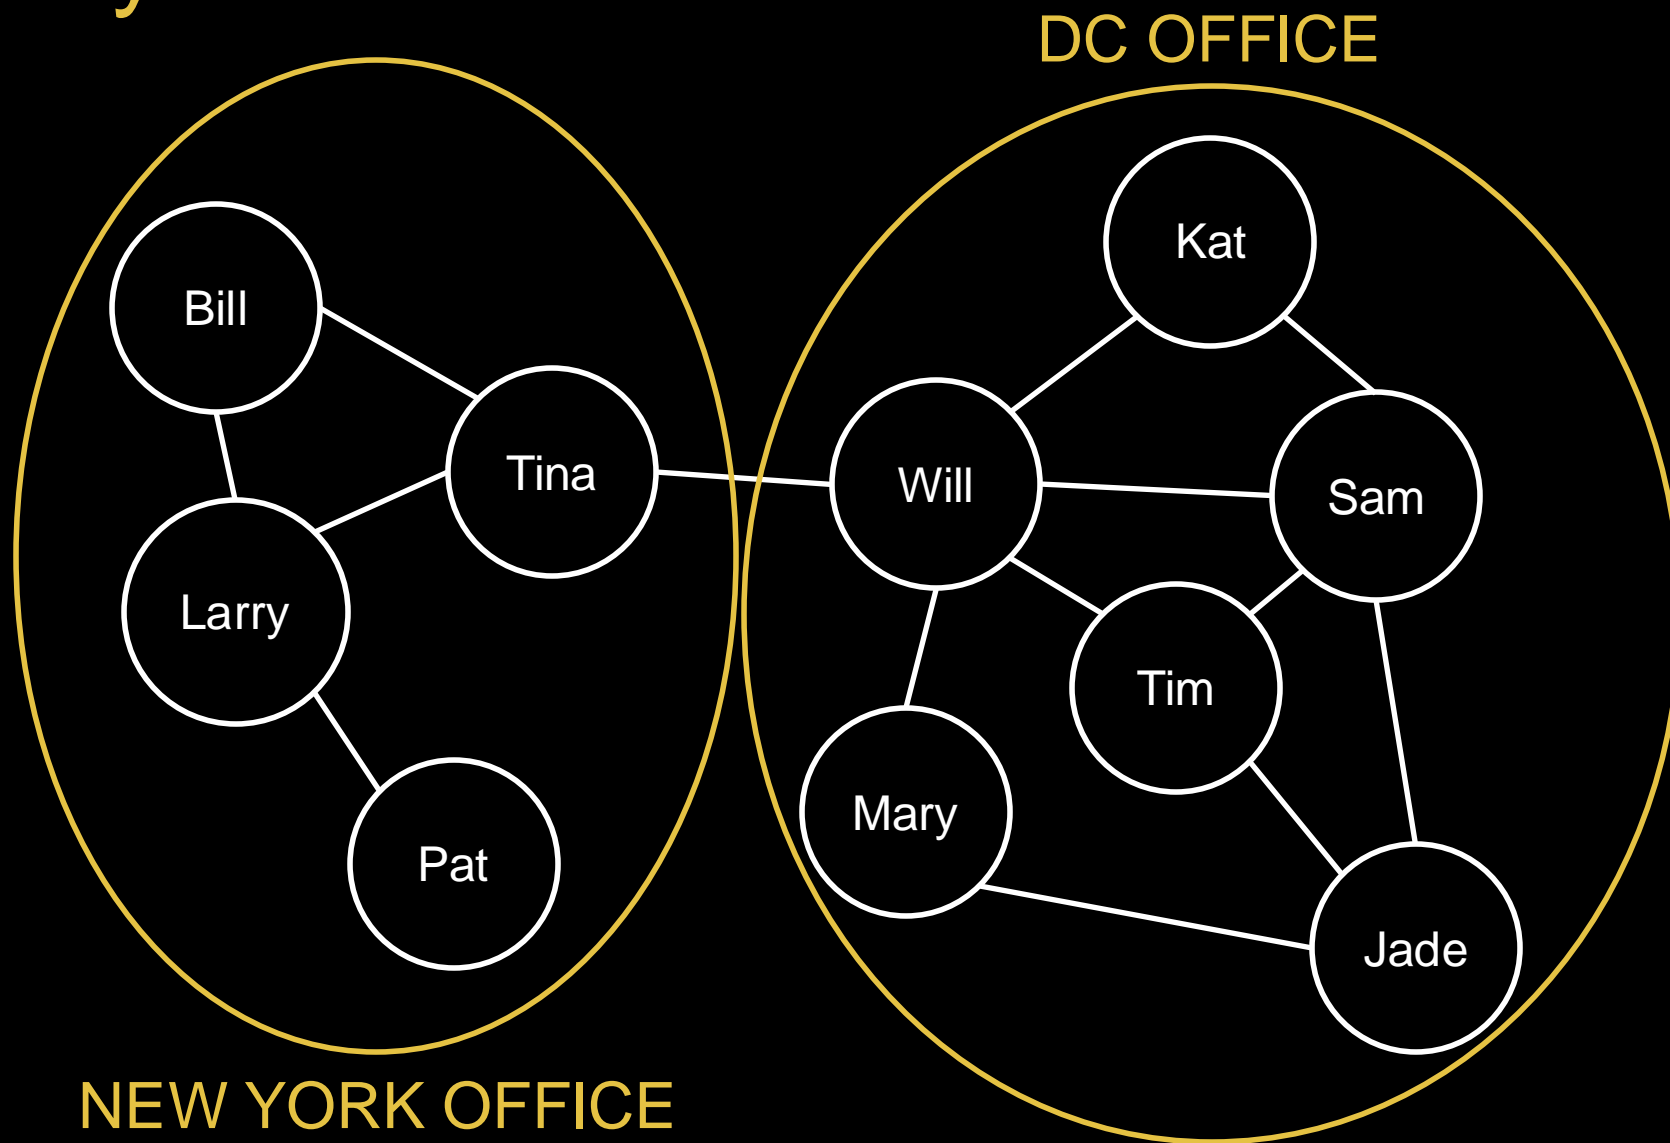 DC OFFICE
Kat
Bill
Tina
Will
Sam
Larry
Tim
Mary
Pat
Jade
NEW YORK OFFICE